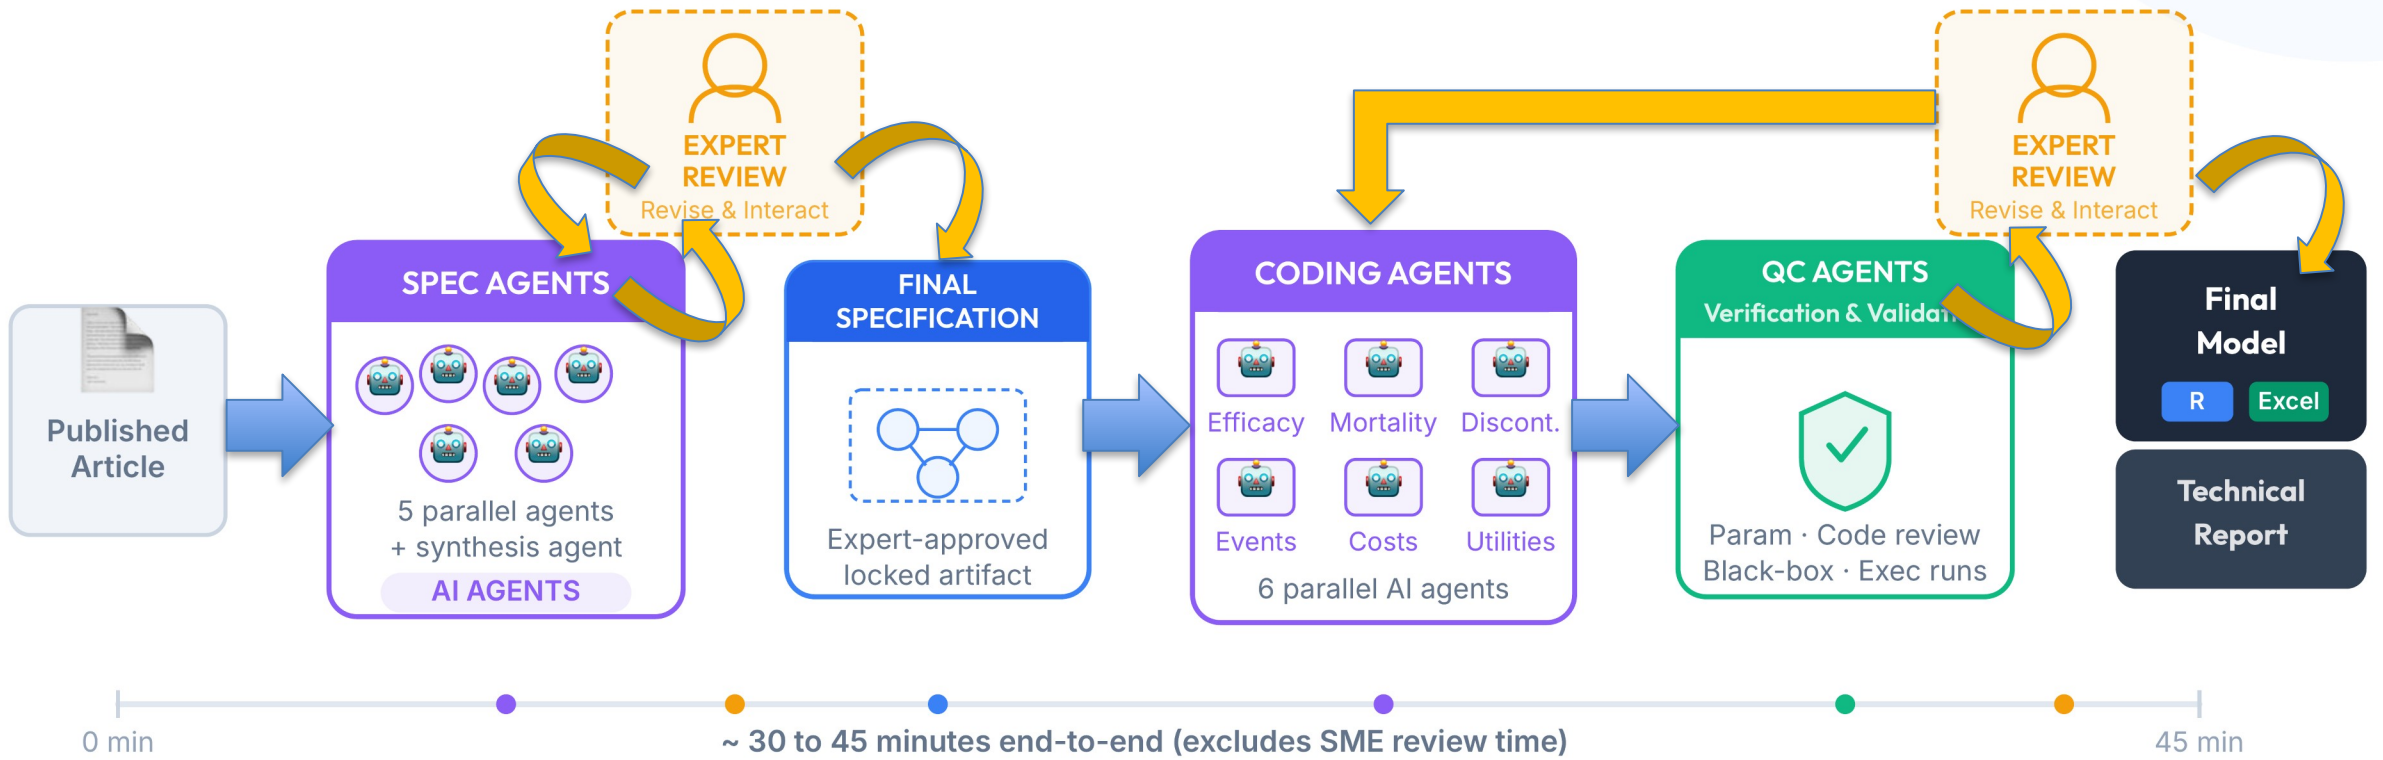 EXPERT
REVIEW
Revise & Interact
EXPERT
REVIEW
Revise & Interact
Published
Article
SPEC AGENTS
5 parallel agents
+ synthesis agent
AI AGENTS
FINAL
SPECIFICATION
Expert-approved
locked artifact
CODING AGENTS
Efficacy
Mortality
Discont.
Events
Costs
Utilities
6 parallel AI agents
QC AGENTS
Verification & Validat
Param · Code review
Black-box · Exec runs
Final
Model
R
Excel
Technical
Report
0 min
~ 30 to 45 minutes end-to-end (excludes SME review time)
45 min